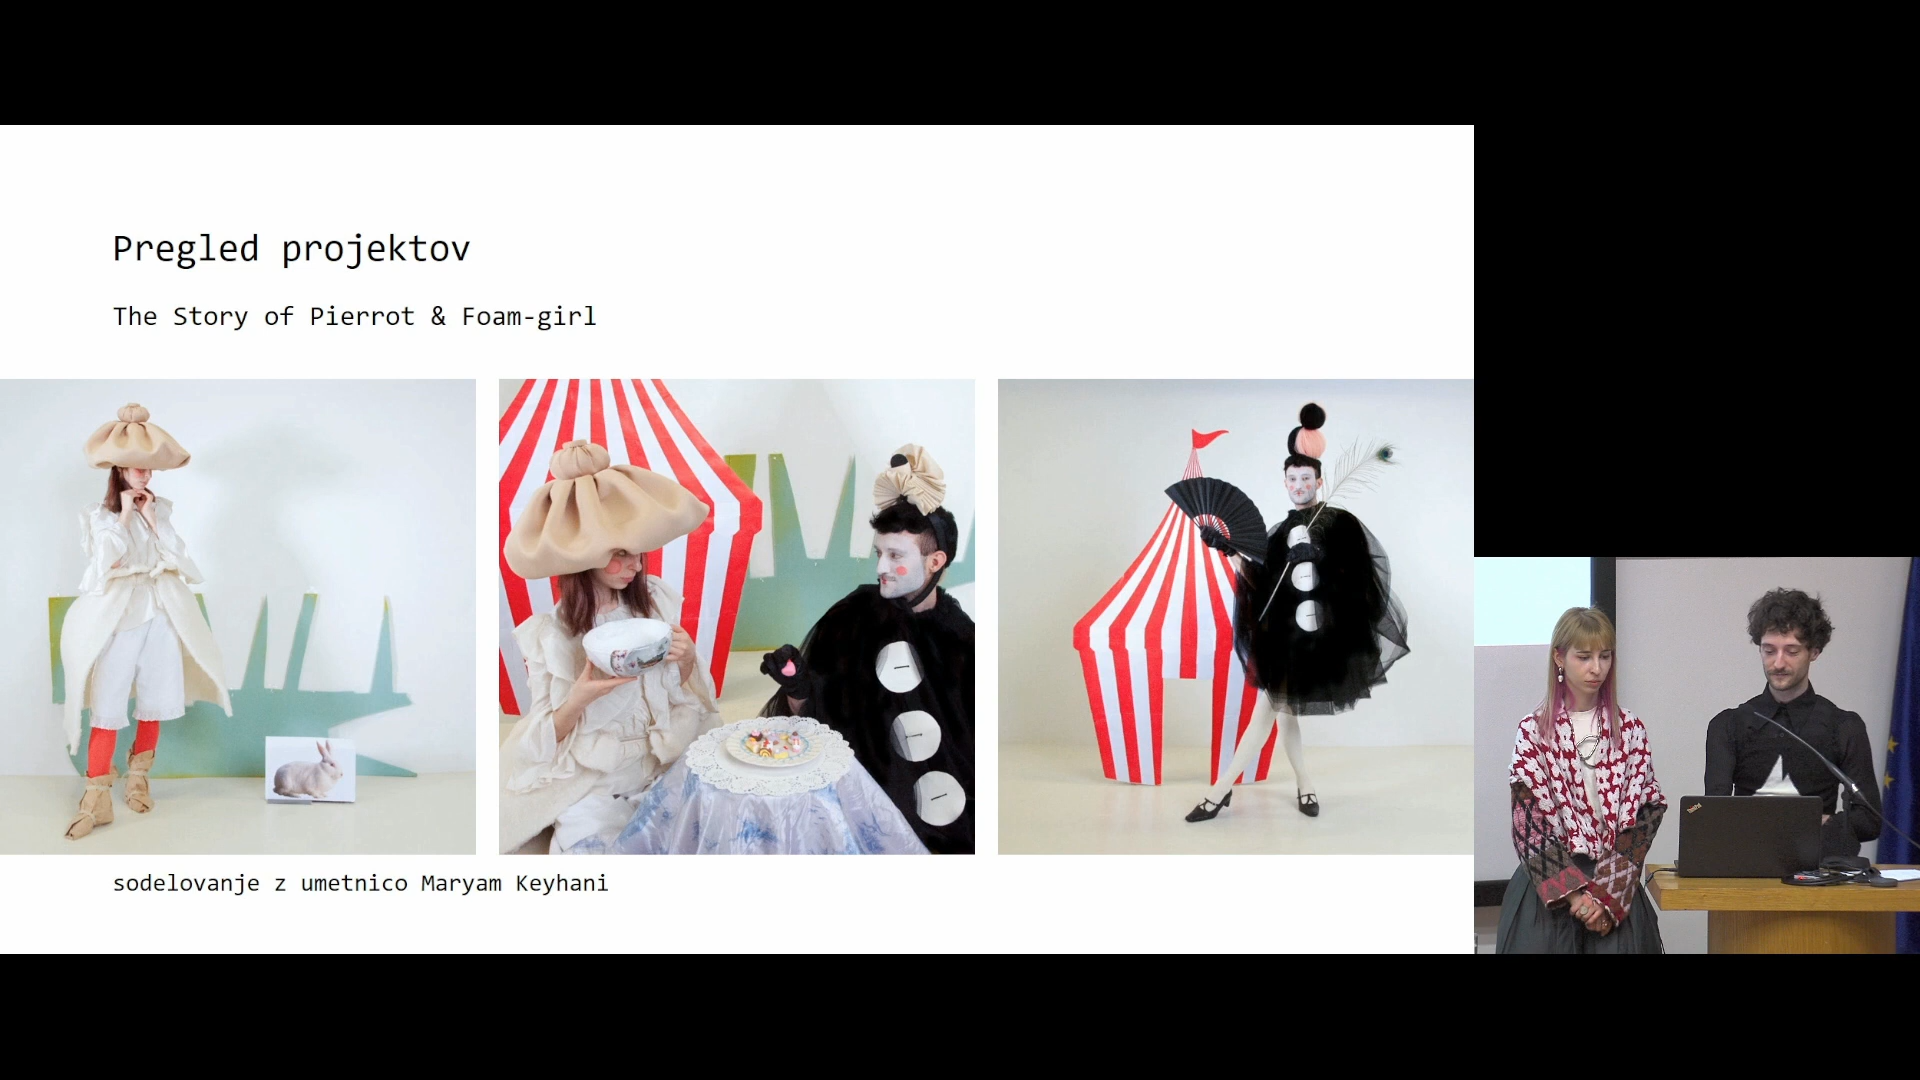 Pregled projektov
The Story of Pierrot & Foam-girl
sodelovanje z umetnico Maryam Keyhani